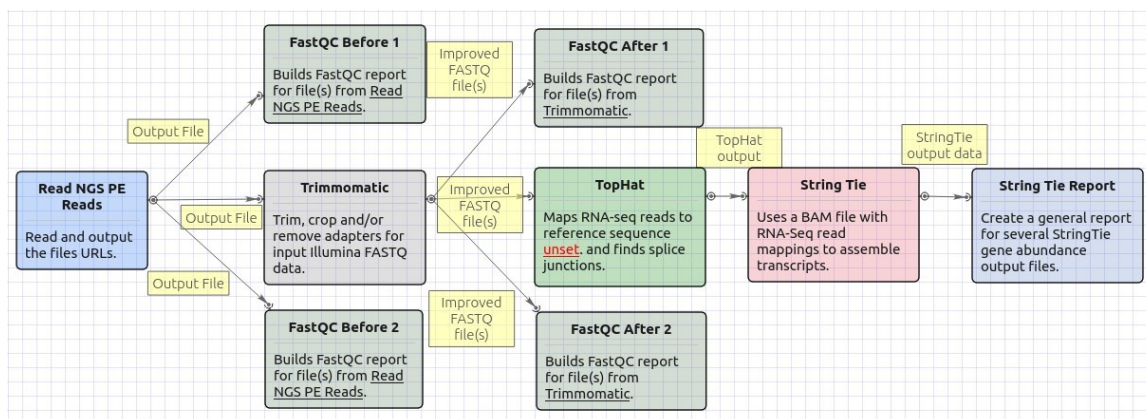 FastQC Before 1
Builds FastQC report
for file(s) from Read
NGS PE Reads.
Improved
FASTQ
file(s)
FastQC After 1
Builds FastQC report
for file(s) from
Trimmomatic.
Output File
Read NGS PE
Reads
Read and output
the files URLs.
Output File
Trimmomatic
Trim, crop and/or
remove adapters for
input Illumina FASTQ
data.
Improved
FASTQ
file(s)
TopHat
Maps RNA-seq reads to
reference sequence
unset. and finds splice
junctions.
TopHat
output
String Tie
Uses a BAM file with
RNA-Seq read
mappings to assemble
transcripts.
StringTie
output data
String Tie Report
Create a general report
for several StringTie
gene abundance
output files.
Output File
FastQC Before 2
Builds FastQC report
for file(s) from Read
NGS PE Reads.
Improved
FASTQ
file(s)
FastQC After 2
Builds FastQC report
for file(s) from
Trimmomatic.